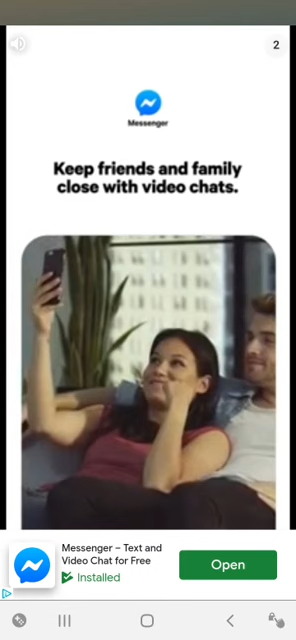 2
Messenger
Keep friends and family
close with video chats.
Messenger – Text and
Video Chat for Free
Installed
Open